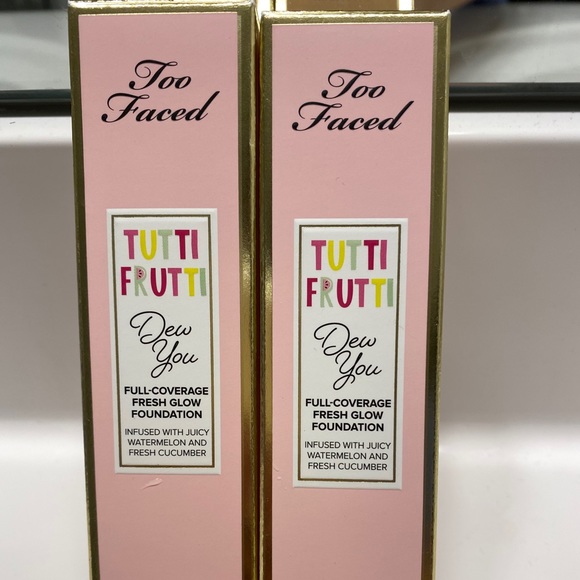 Too
Faced
TUTTI
FRUTTI
Dew
You
FULL-COVERAGE
FRESH GLOW
FOUNDATION
INFUSED WITH JUICY
WATERMELON AND
FRESH CUCUMBER
Too
Faced
TUTTI
FRUTTI
Dew
You
FULL-COVERAGE
FRESH GLOW
FOUNDATION
INFUSED WITH JUICY
WATERMELON AND
FRESH CUCUMBER